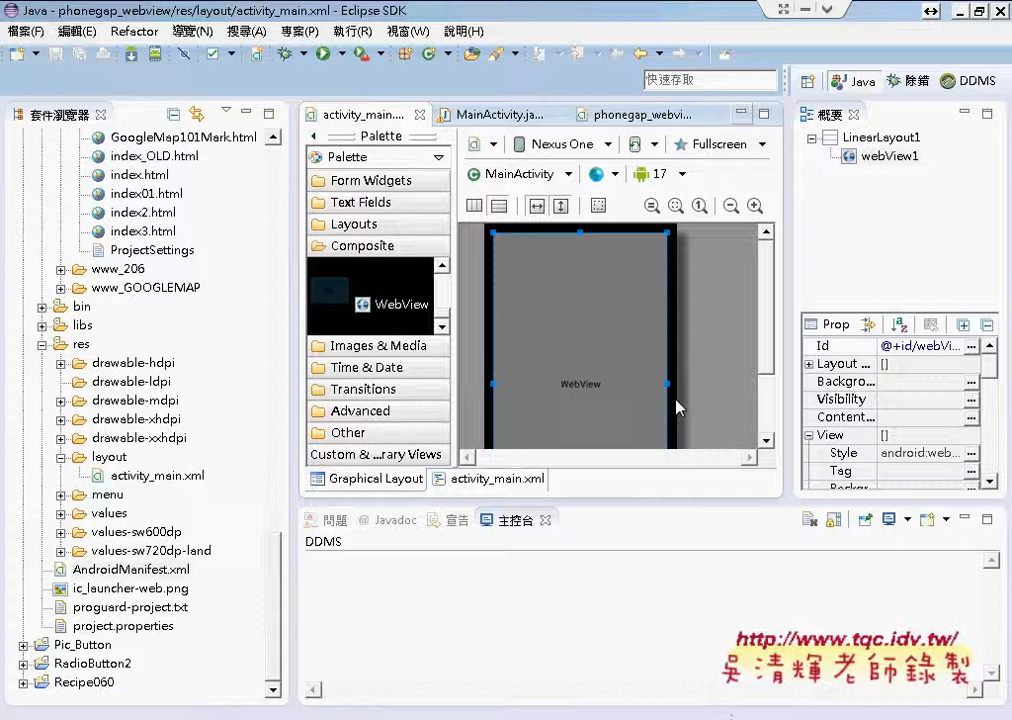 Java - phonegap_webview/res/layout/activity_main.xml - Eclipse SDK
檔案(F) 編輯(E) Refactor 導覽(N) 搜尋(A) 專案(P) 執行(R) 視窗(W) 說明(H)
快速存取
Java 除錯 DDMS
套件瀏覽器
GoogleMap101Mark.html
index_OLD.html
index.html
index01.html
index2.html
index3.html
ProjectSettings
www_206
www_GOOGLEMAP
bin
libs
res
drawable-hdpi
drawable-ldpi
drawable-mdpi
drawable-xhdpi
drawable-xxhdpi
layout
activity_main.xml
menu
values
values-sw600dp
values-sw720dp-land
AndroidManifest.xml
ic_launcher-web.png
proguard-project.txt
project.properties
Pic_Button
RadioButton2
Recipe060
activity_main.... MainActivity.ja... phonegap_webvi...
Palette
Palette
Form Widgets
Text Fields
Layouts
Composite
WebView
Images & Media
Time & Date
Transitions
Advanced
Other
Custom & ...rary Views
Nexus One Fullscreen
MainActivity 17
WebView
Graphical Layout activity_main.xml
概要
LinearLayout1
webView1
Prop
Id @+id/webVi...
Layout ... []
Backgro...
Visibility
Content...
View []
Style android:web...
Tag
問題 @ Javadoc 宣告 主控台
DDMS
http://www.tqc.idv.tw/
吳清輝老師錄製